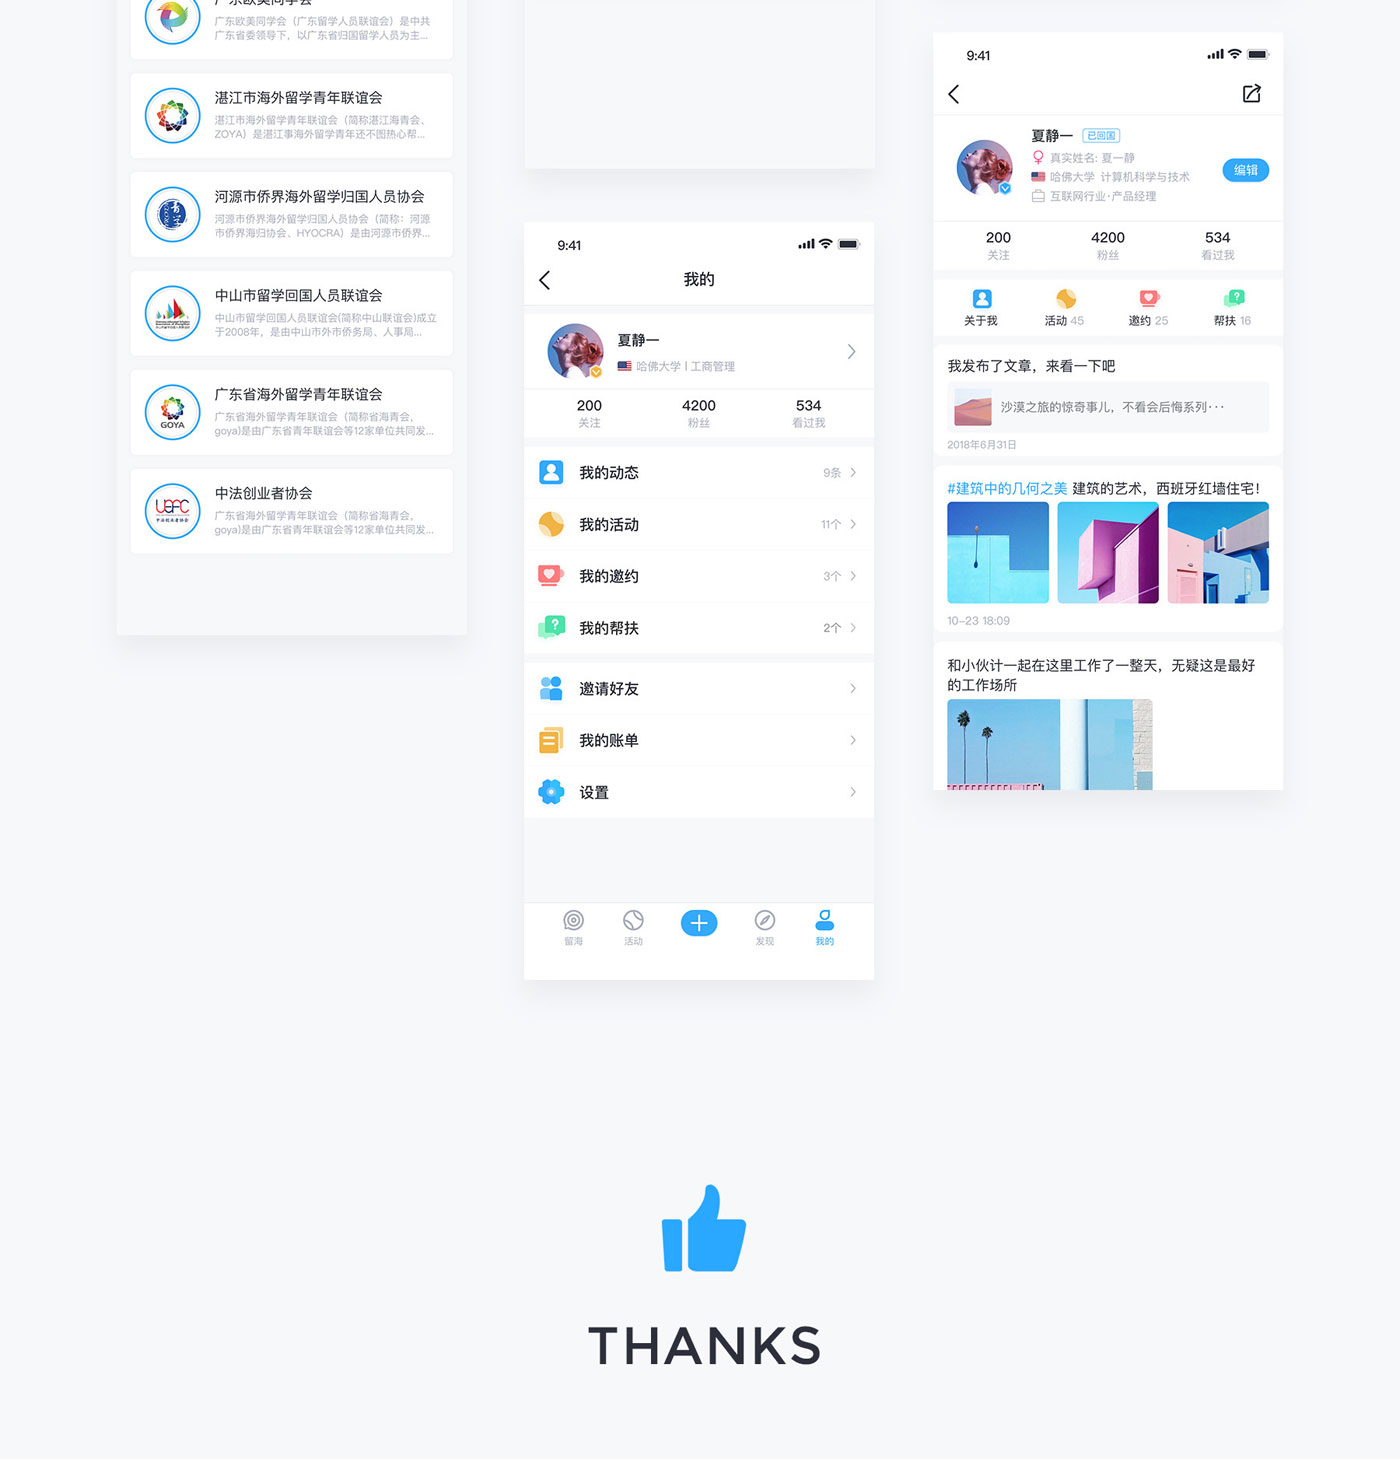 广东欧美同学会
广东欧美同学会（广东留学人员联谊会）是中共
广东省委领导下，以广东省归国留学人员为主...
湛江市海外留学青年联谊会
湛江市海外留学青年联谊会（简称湛江海青会、
ZOYA）是湛江事海外留学青年还不图热心帮...
河源市侨界海外留学归国人员协会
河源市侨界海外留学归国人员协会（简称：河源
市侨界海归协会、HYOCRA）是由河源市侨界...
中山市留学回国人员联谊会
中山市留学回国人员联谊会(简称中山联谊会)成立
于2008年，是由中山市外市侨务局、人事局...
GOYA
广东省海外留学青年联谊会
广东省海外留学青年联谊会（简称省海青会，
goya)是由广东省青年联谊会等12家单位共同发...
中法创业者协会
中法创业者协会
广东省海外留学青年联谊会（简称省海青会，
goya)是由广东省青年联谊会等12家单位共同发...
9:41
我的
夏静一
哈佛大学 | 工商管理
200 4200 534
关注 粉丝 看过我
我的动态 9条
我的活动 11个
我的邀约 3个
我的帮扶 2个
邀请好友
我的账单
设置
留海 活动 发现 我的
9:41
夏静一 已回国
真实姓名: 夏一静
哈佛大学 计算机科学与技术
互联网行业·产品经理
编辑
200 4200 534
关注 粉丝 看过我
关于我 活动 45 邀约 25 帮扶 16
我发布了文章，来看一下吧
沙漠之旅的惊奇事儿，不看会后悔系列···
2018年6月31日
#建筑中的几何之美 建筑的艺术，西班牙红墙住宅！
10-23 18:09
和小伙计一起在这里工作了一整天，无疑这是最好
的工作场所
THANKS